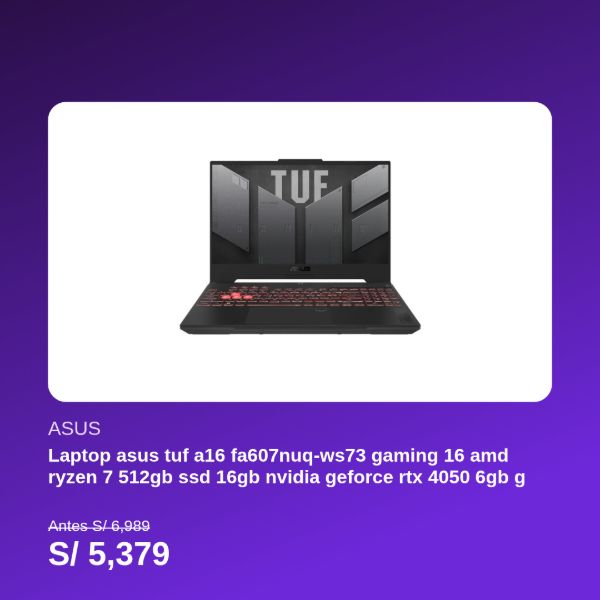 TUF
ASUS
ASUS
Laptop asus tuf a16 fa607nuq-ws73 gaming 16 amd
ryzen 7 512gb ssd 16gb nvidia geforce rtx 4050 6gb g
Antes S/ 6,989
S/ 5,379